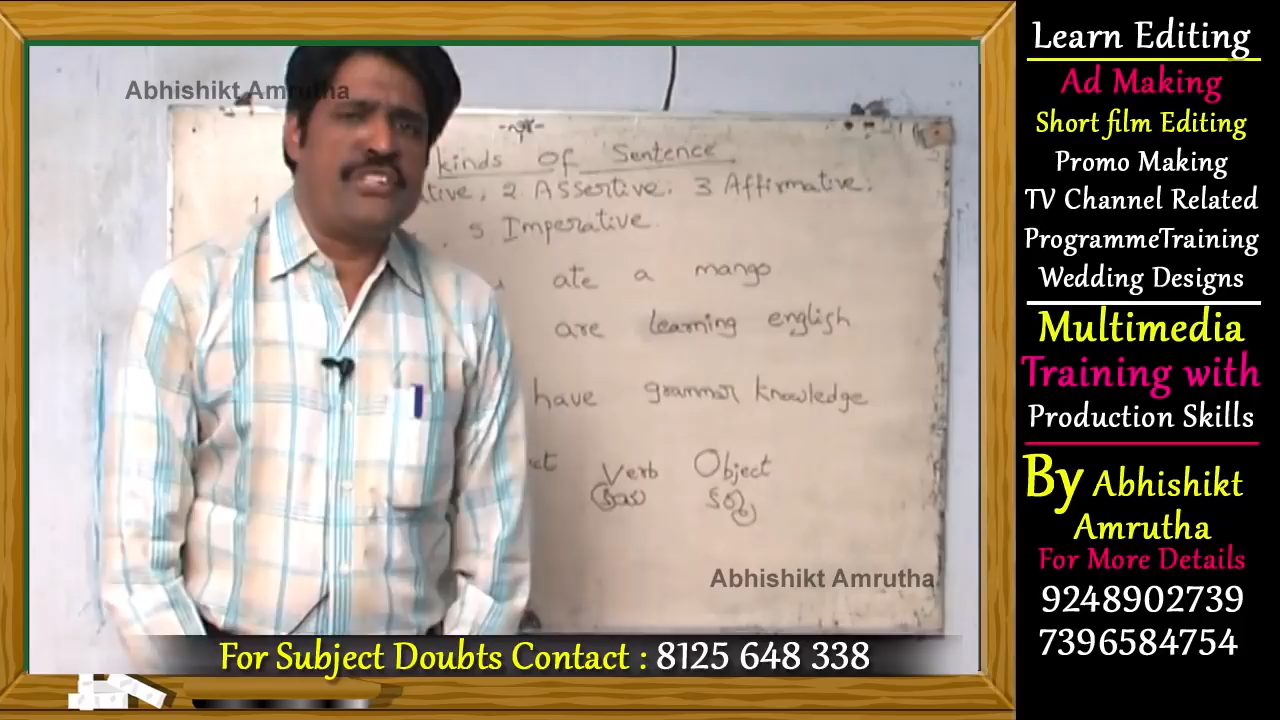 Abhishikt Amrutha
kinds of Sentence
2. Assertive. 3 Affirmative.
5 Imperative
ate a mango
are learning english
have grammar knowledge
Verb Object
క్రియ కర్మ
Abhishikt Amrutha
For Subject Doubts Contact : 8125 648 338
Learn Editing
Ad Making
Short film Editing
Promo Making
TV Channel Related
ProgrammeTraining
Wedding Designs
Multimedia
Training with
Production Skills
By Abhishikt
Amrutha
For More Details
9248902739
7396584754